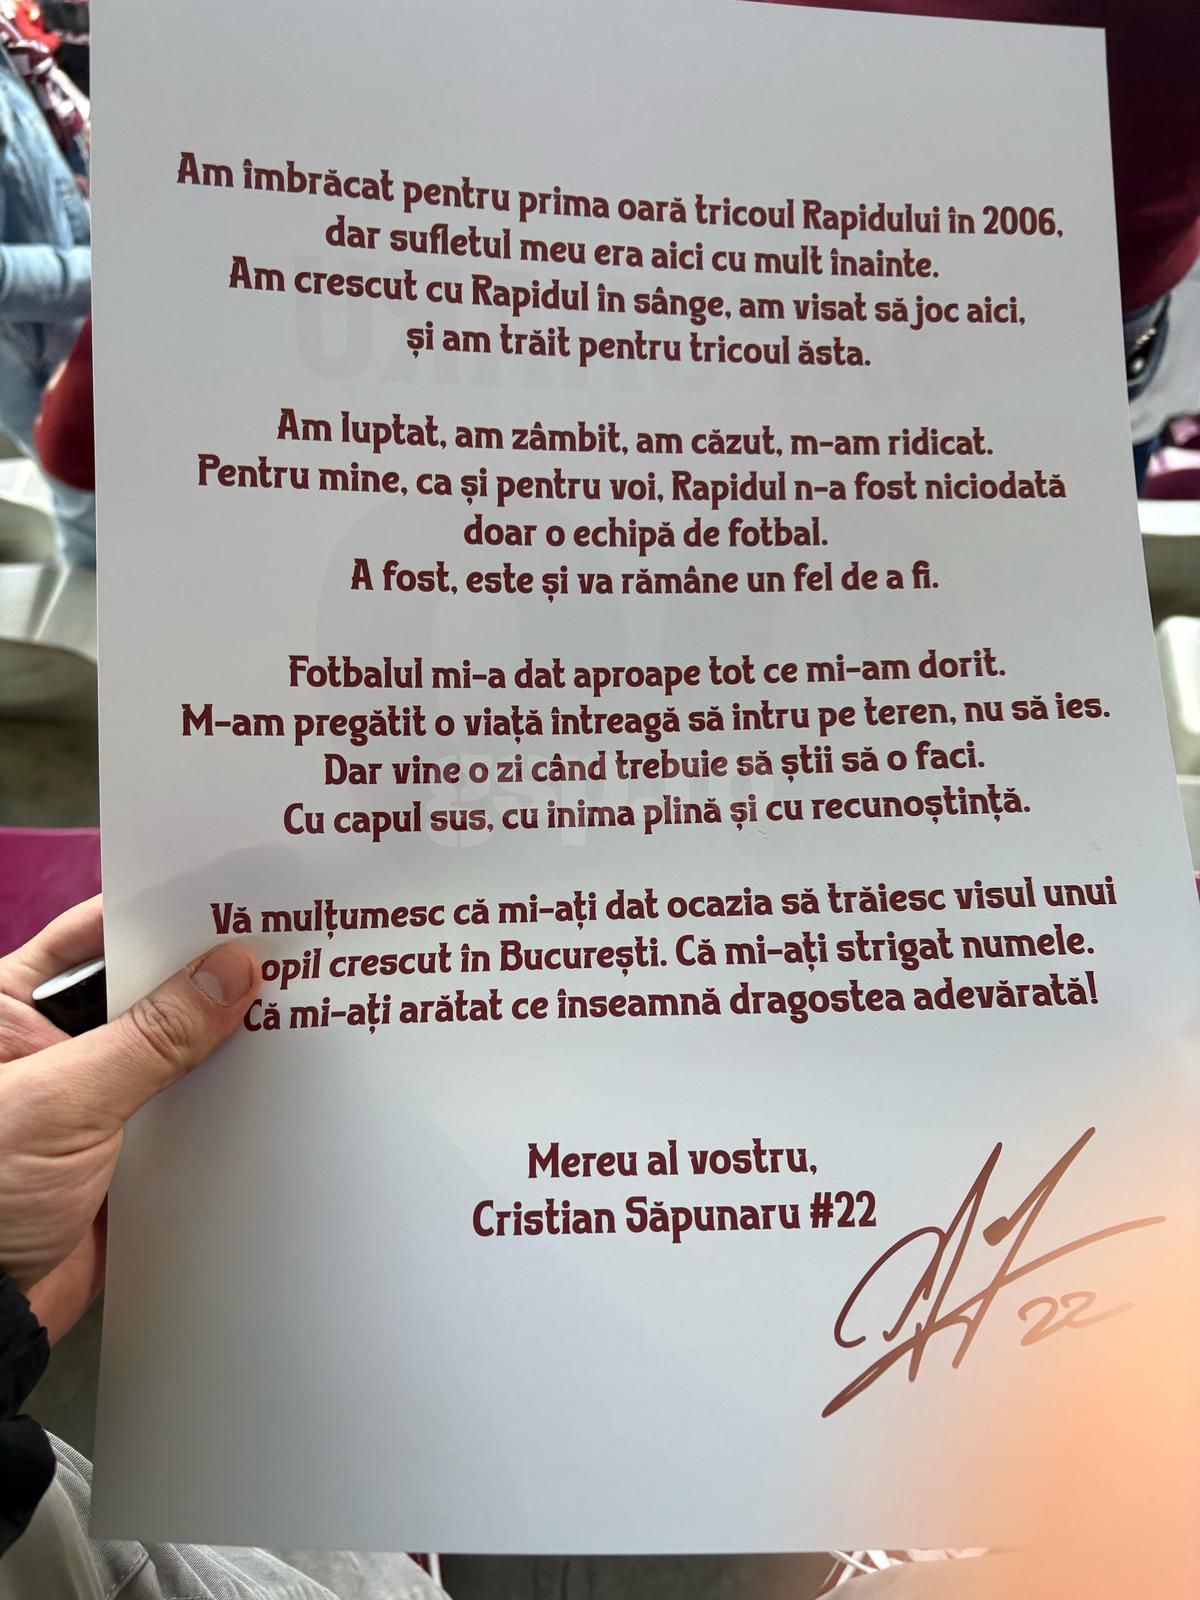 Am îmbrăcat pentru prima oară tricoul Rapidului în 2006,
dar sufletul meu era aici cu mult înainte.
Am crescut cu Rapidul în sânge, am visat să joc aici,
și am trăit pentru tricoul ăsta.
Am luptat, am zâmbit, am căzut, m-am ridicat.
Pentru mine, ca și pentru voi, Rapidul n-a fost niciodată
doar o echipă de fotbal.
A fost, este și va rămâne un fel de a fi.
Fotbalul mi-a dat aproape tot ce mi-am dorit.
M-am pregătit o viață întreagă să intru pe teren, nu să ies.
Dar vine o zi când trebuie să știi să o faci.
gsp.ro
Cu capul sus, cu inima plină și cu recunoștință.
Vă mulțumesc că mi-ați dat ocazia să trăiesc visul unui
opil crescut în București. Că mi-ați strigat numele.
Că mi-ați arătat ce înseamnă dragostea adevărată!
Mereu al vostru,
Cristian Săpunaru #22
22